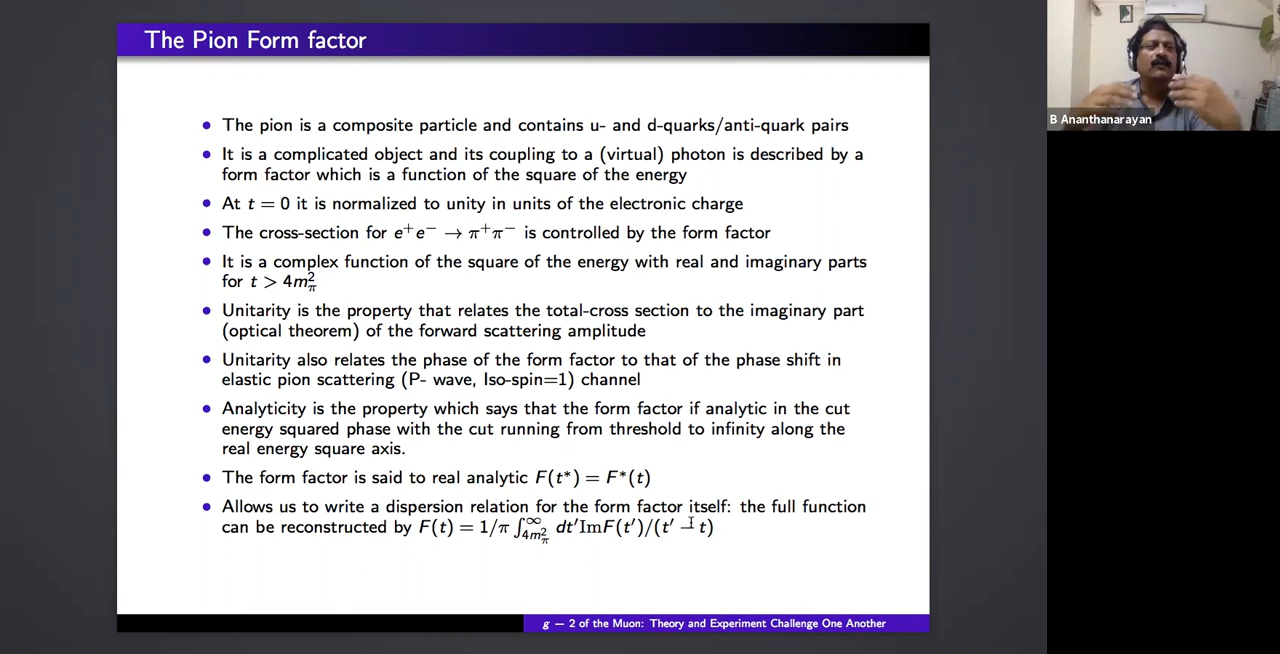 The Pion Form factor
• The pion is a composite particle and contains u- and d-quarks/anti-quark pairs
• It is a complicated object and its coupling to a (virtual) photon is described by a
form factor which is a function of the square of the energy
• At t = 0 it is normalized to unity in units of the electronic charge
• The cross-section for e⁺e⁻ → π⁺π⁻ is controlled by the form factor
• It is a complex function of the square of the energy with real and imaginary parts
for t > 4m²_π
• Unitarity is the property that relates the total-cross section to the imaginary part
(optical theorem) of the forward scattering amplitude
• Unitarity also relates the phase of the form factor to that of the phase shift in
elastic pion scattering (P- wave, Iso-spin=1) channel
• Analyticity is the property which says that the form factor if analytic in the cut
energy squared phase with the cut running from threshold to infinity along the
real energy square axis.
• The form factor is said to real analytic F(t*) = F*(t)
• Allows us to write a dispersion relation for the form factor itself: the full function
can be reconstructed by F(t) = 1/π ∫_{4m²_π}^∞ dt′ImF(t′)/(t′ − t)
g − 2 of the Muon: Theory and Experiment Challenge One Another
B Ananthanarayan